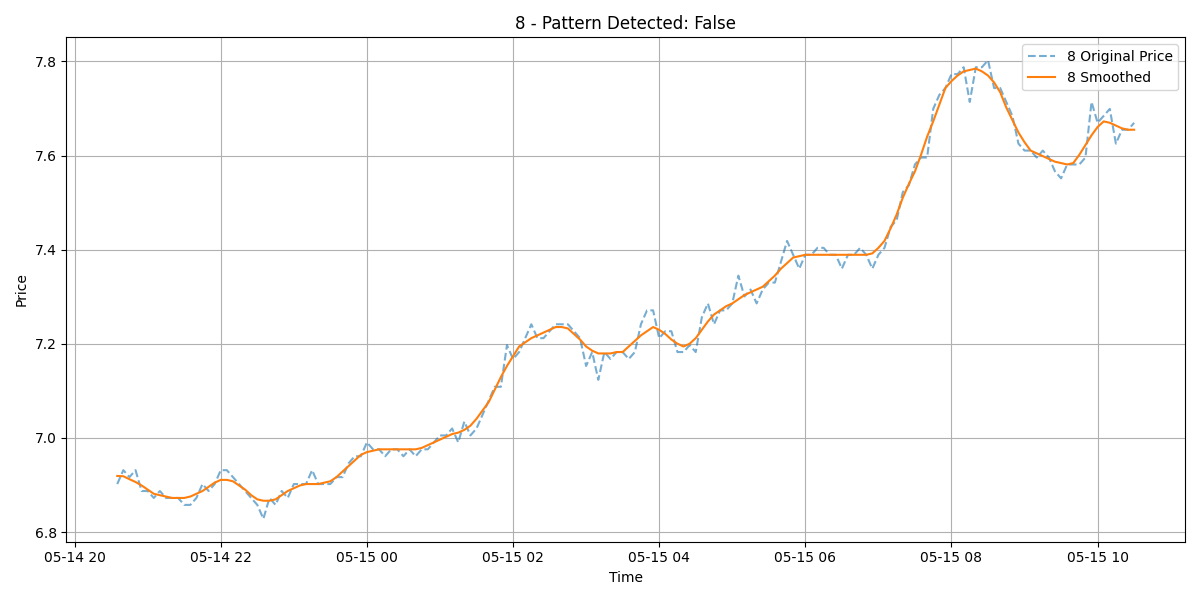 8 - Pattern Detected: False
8 Original Price
8 Smoothed
Price
7.8
7.6
7.4
7.2
7.0
6.8
05-14 20 05-14 22 05-15 00 05-15 02 05-15 04 05-15 06 05-15 08 05-15 10
Time